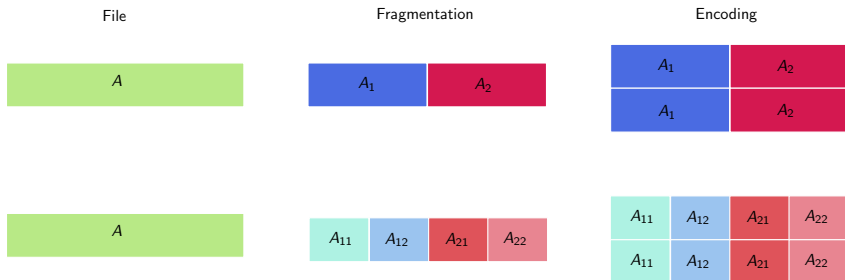 File Fragmentation Encoding
A A₁ A₂ A₁ A₂
A₁ A₂
A A₁₁ A₁₂ A₂₁ A₂₂ A₁₁ A₁₂ A₂₁ A₂₂
A₁₁ A₁₂ A₂₁ A₂₂